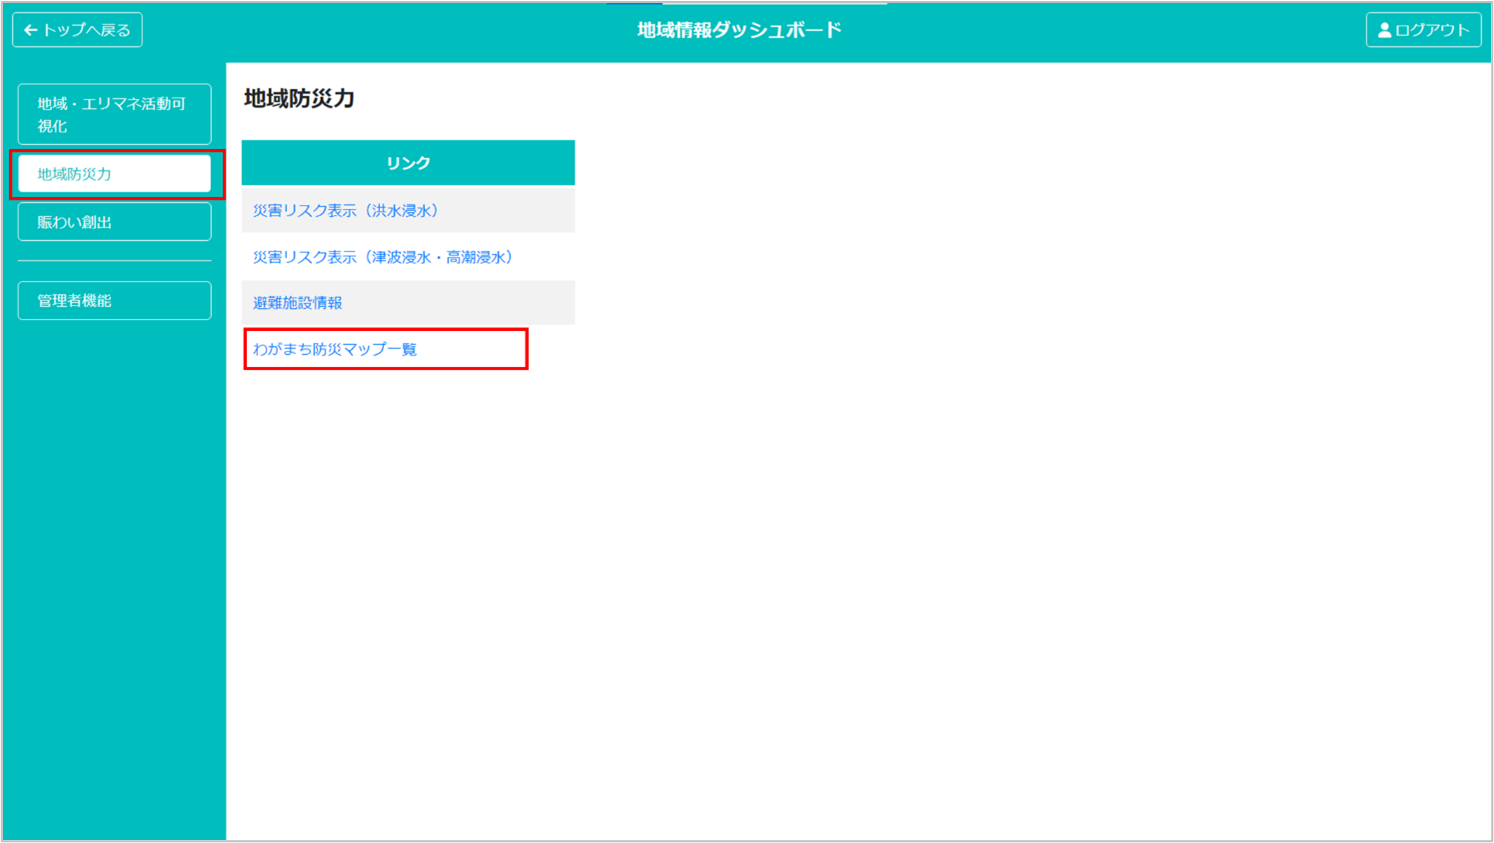 トップへ戻る
地域情報ダッシュボード
ログアウト
地域・エリマネ活動可
視化
地域防災力
賑わい創出
管理者機能
地域防災力
リンク
災害リスク表示（洪水浸水）
災害リスク表示（津波浸水・高潮浸水）
避難施設情報
わがまち防災マップ一覧